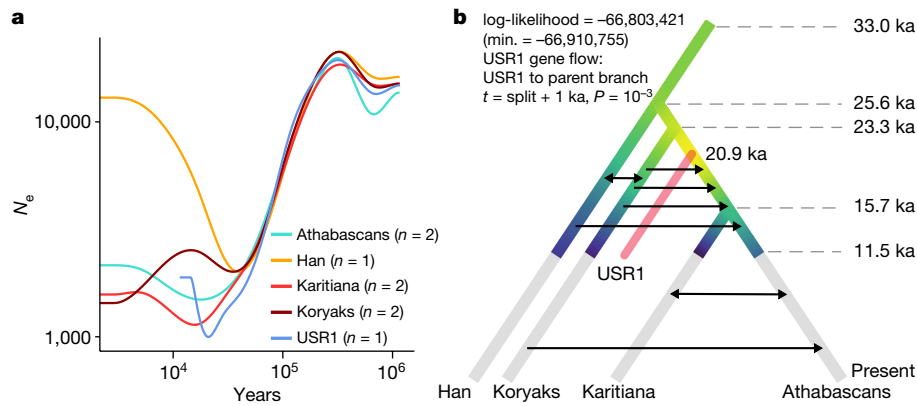 a
10,000
1,000
Nₑ
10⁴
10⁵
10⁶
Years
Athabascans (n = 2)
Han (n = 1)
Karitiana (n = 2)
Koryaks (n = 2)
USR1 (n = 1)
b
log-likelihood = –66,803,421
(min. = –66,910,755)
USR1 gene flow:
USR1 to parent branch
t = split + 1 ka, P = 10⁻³
33.0 ka
25.6 ka
23.3 ka
20.9 ka
15.7 ka
11.5 ka
USR1
Present
Han
Koryaks
Karitiana
Athabascans